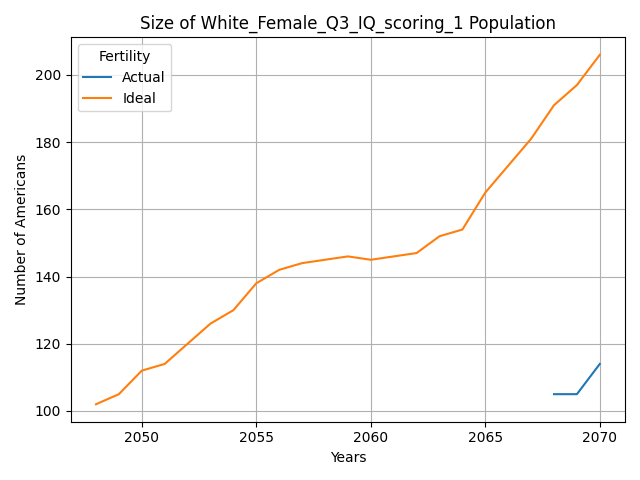 Size of White_Female_Q3_IQ_scoring_1 Population
Fertility
Actual
Ideal
Number of Americans
200
180
160
140
120
100
2050
2055
2060
2065
2070
Years